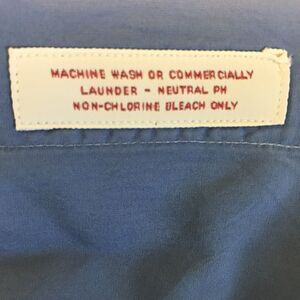 MACHINE WASH OR COMMERCIALLY
LAUNDER - NEUTRAL PH
NON-CHLORINE BLEACH ONLY